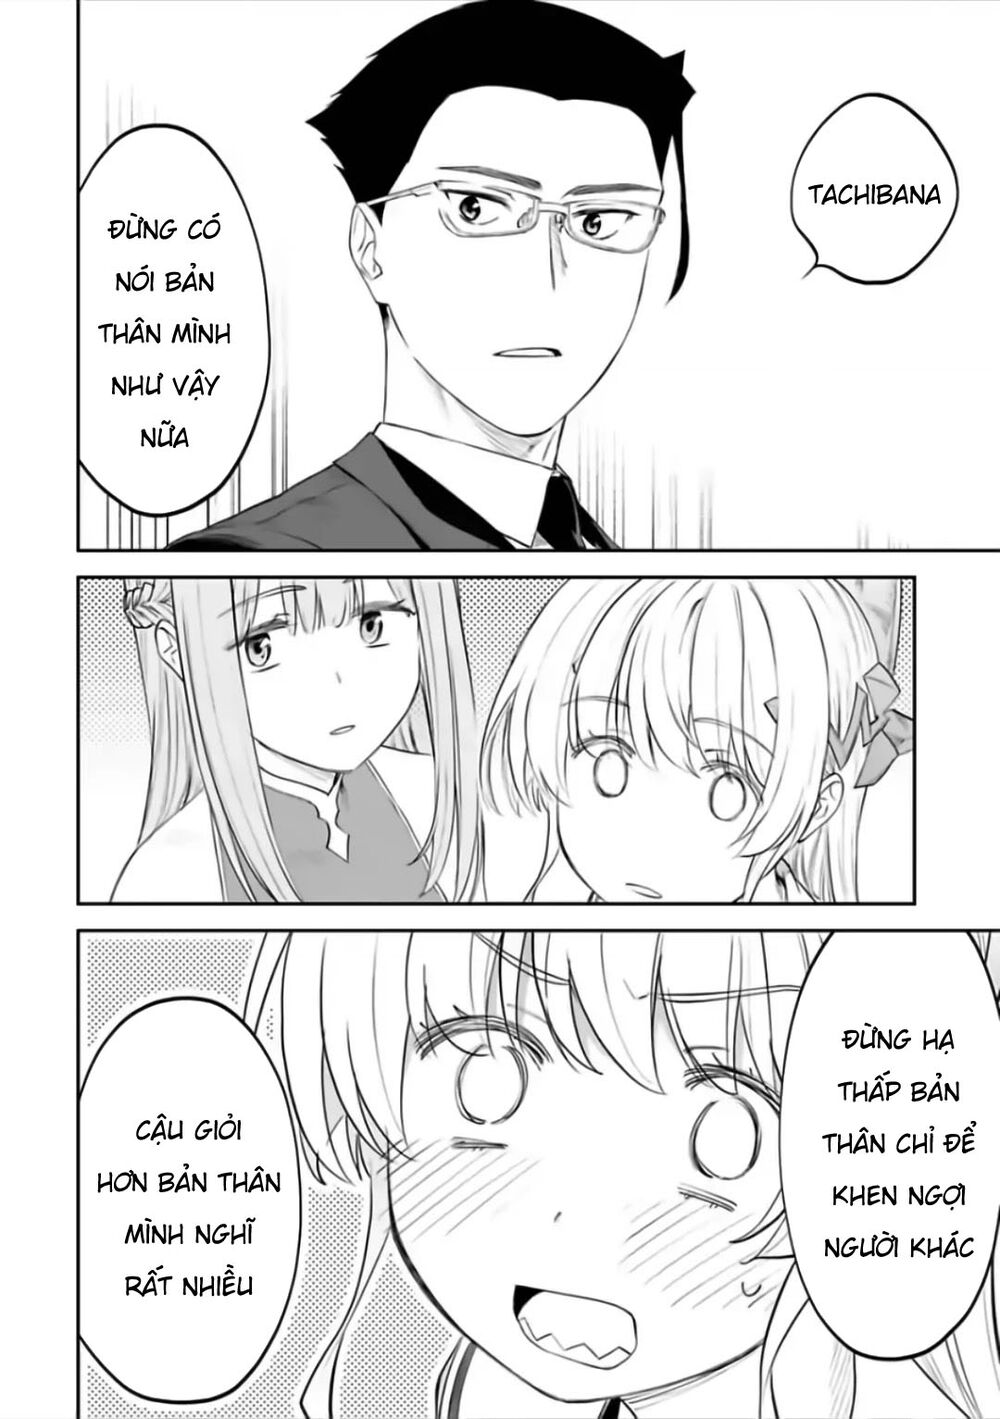 TACHIBANA
ĐỪNG CÓ
NÓI BẢN
THÂN MÌNH
NHƯ VẬY
NỮA
ĐỪNG HẠ
THẤP BẢN
THÂN CHỈ ĐỂ
KHEN NGỢI
NGƯỜI KHÁC
CẬU GIỎI
HƠN BẢN THÂN
MÌNH NGHĨ
RẤT NHIỀU